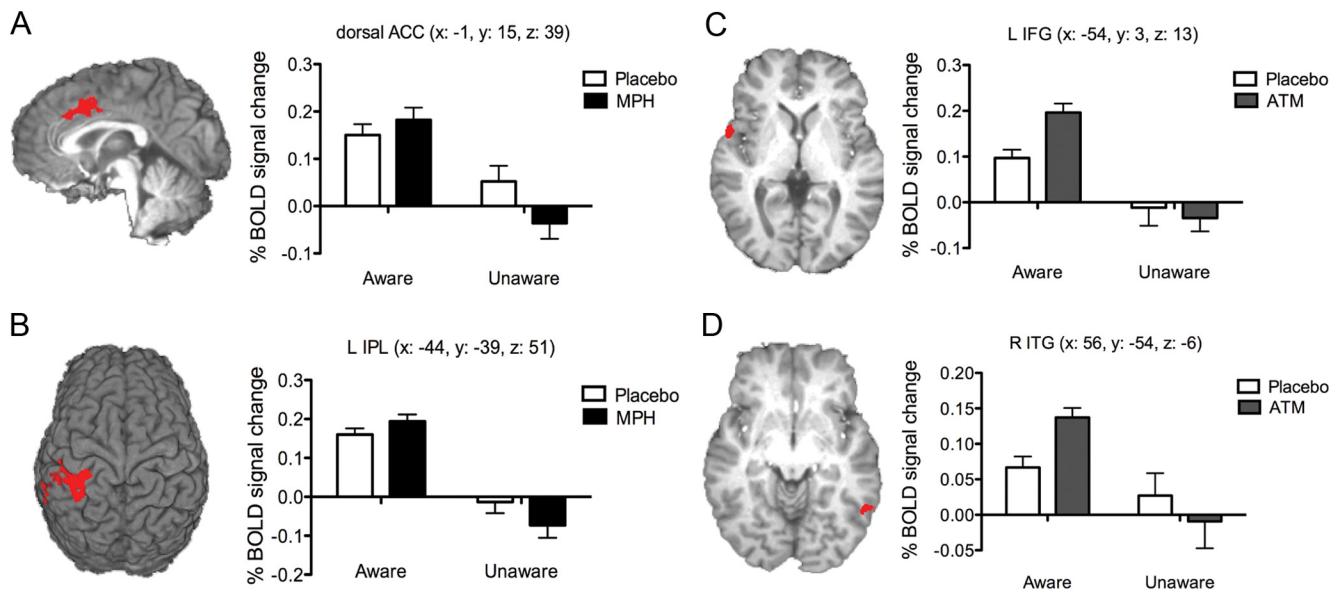 A
dorsal ACC (x: -1, y: 15, z: 39)
% BOLD signal change
0.3
0.2
0.1
0.0
-0.1
Placebo
MPH
Aware
Unaware
C
L IFG (x: -54, y: 3, z: 13)
% BOLD signal change
0.3
0.2
0.1
0.0
-0.1
Placebo
ATM
Aware
Unaware
B
L IPL (x: -44, y: -39, z: 51)
% BOLD signal change
0.3
0.2
0.1
0.0
-0.1
-0.2
Placebo
MPH
Aware
Unaware
D
R ITG (x: 56, y: -54, z: -6)
% BOLD signal change
0.20
0.15
0.10
0.05
0.00
-0.05
Placebo
ATM
Aware
Unaware